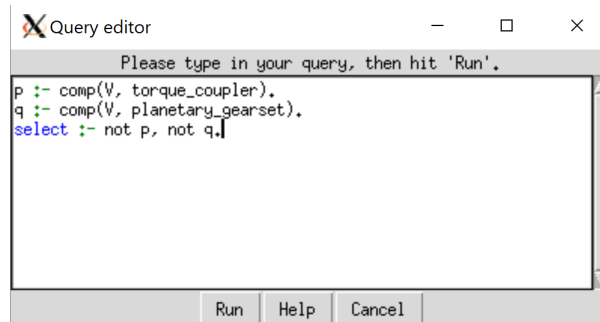 Query editor
Please type in your query, then hit 'Run'.
p :- comp(V, torque_coupler).
q :- comp(V, planetary_gearset).
select :- not p, not q.
Run Help Cancel